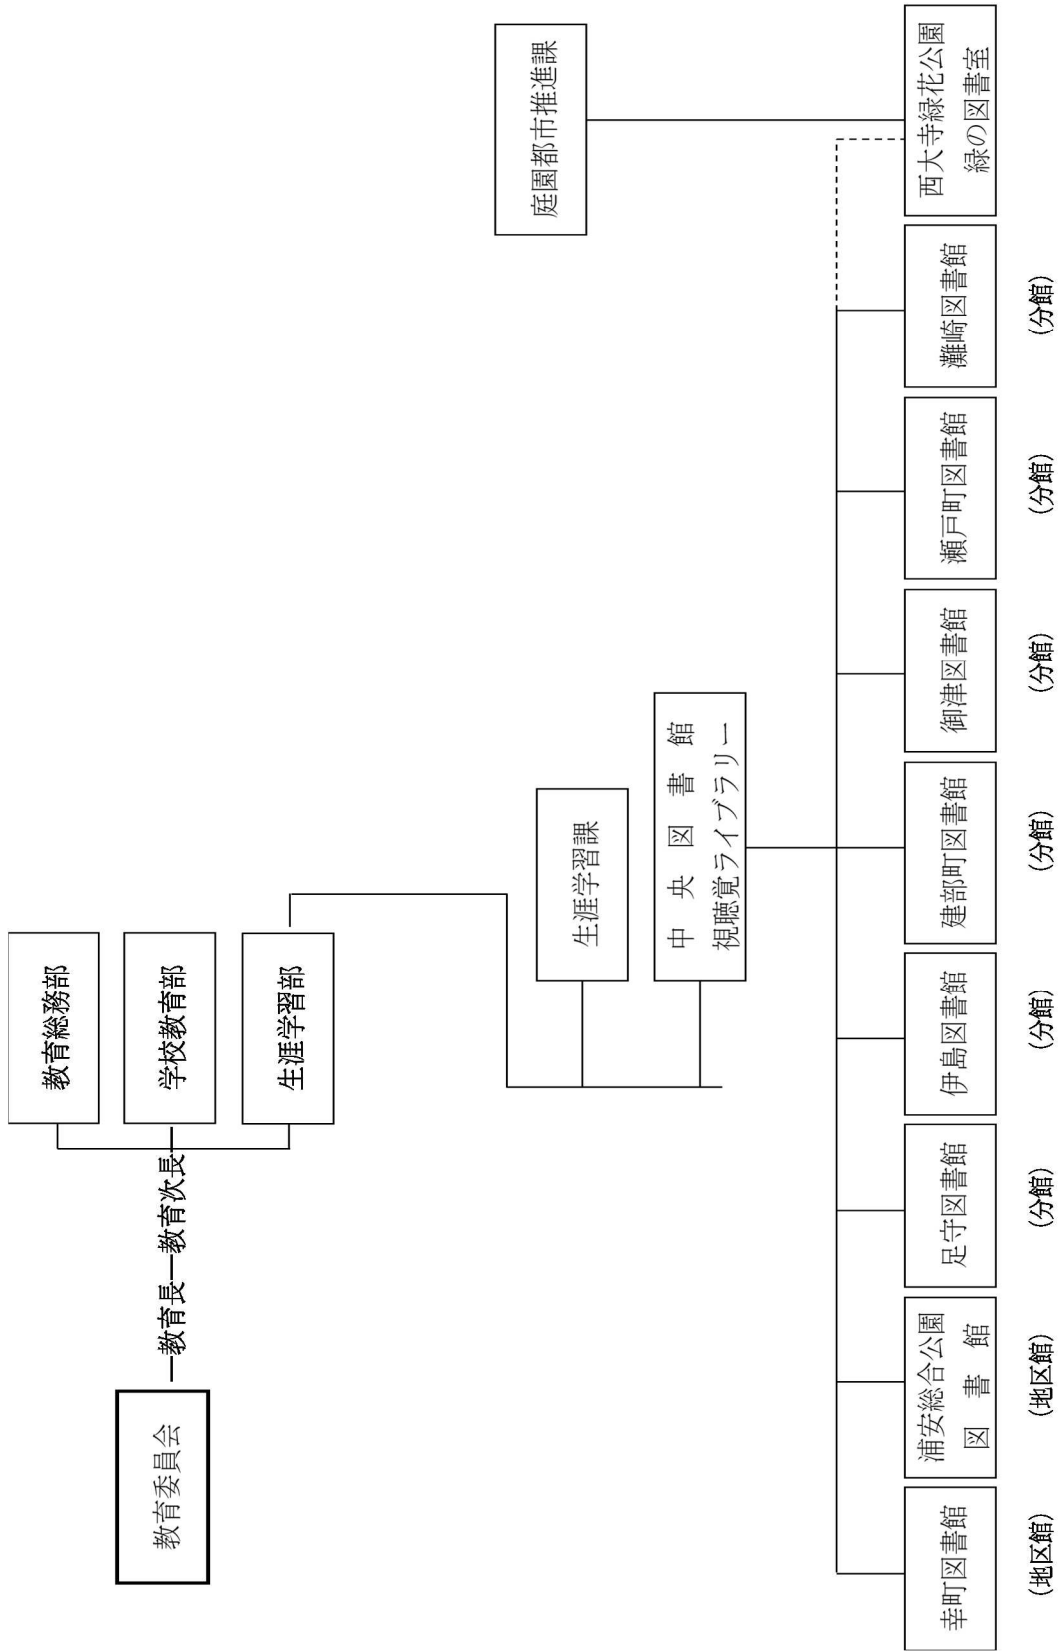 教育委員会
教育長
教育次長
教育総務部
学校教育部
生涯学習部
生涯学習課
中央図書館
視聴覚ライブラリー
庭園都市推進課
幸町図書館
(地区館)
浦安総合公園
図書館
(地区館)
足守図書館
(分館)
伊島図書館
(分館)
建部町図書館
(分館)
御津図書館
(分館)
瀬戸町図書館
(分館)
灘崎図書館
(分館)
西大寺緑花公園
緑の図書室